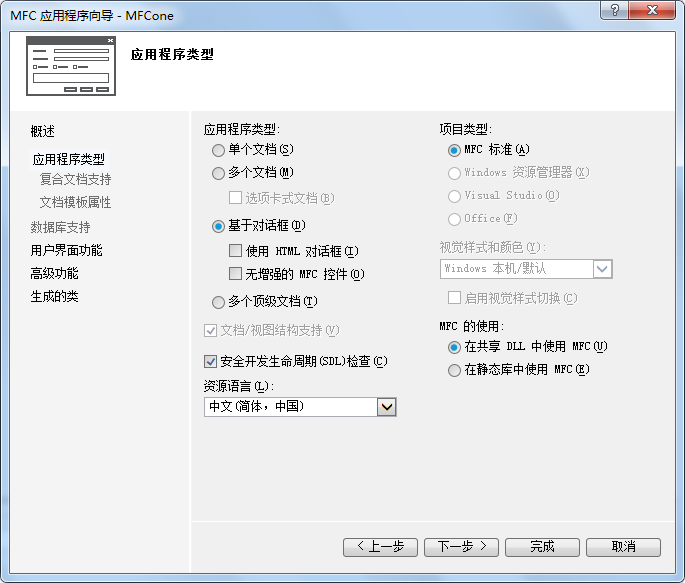 MFC 应用程序向导 - MFCone
应用程序类型
概述
应用程序类型
复合文档支持
文档模板属性
数据库支持
用户界面功能
高级功能
生成的类
应用程序类型:
单个文档(S)
多个文档(M)
选项卡式文档(B)
基于对话框(D)
使用 HTML 对话框(I)
无增强的 MFC 控件(O)
多个顶级文档(T)
文档/视图结构支持(V)
安全开发生命周期(SDL)检查(C)
资源语言(L):
中文(简体，中国)
项目类型:
MFC 标准(A)
Windows 资源管理器(X)
Visual Studio(O)
Office(F)
视觉样式和颜色(Y):
Windows 本机/默认
启用视觉样式切换(C)
MFC 的使用:
在共享 DLL 中使用 MFC(U)
在静态库中使用 MFC(E)
< 上一步
下一步 >
完成
取消